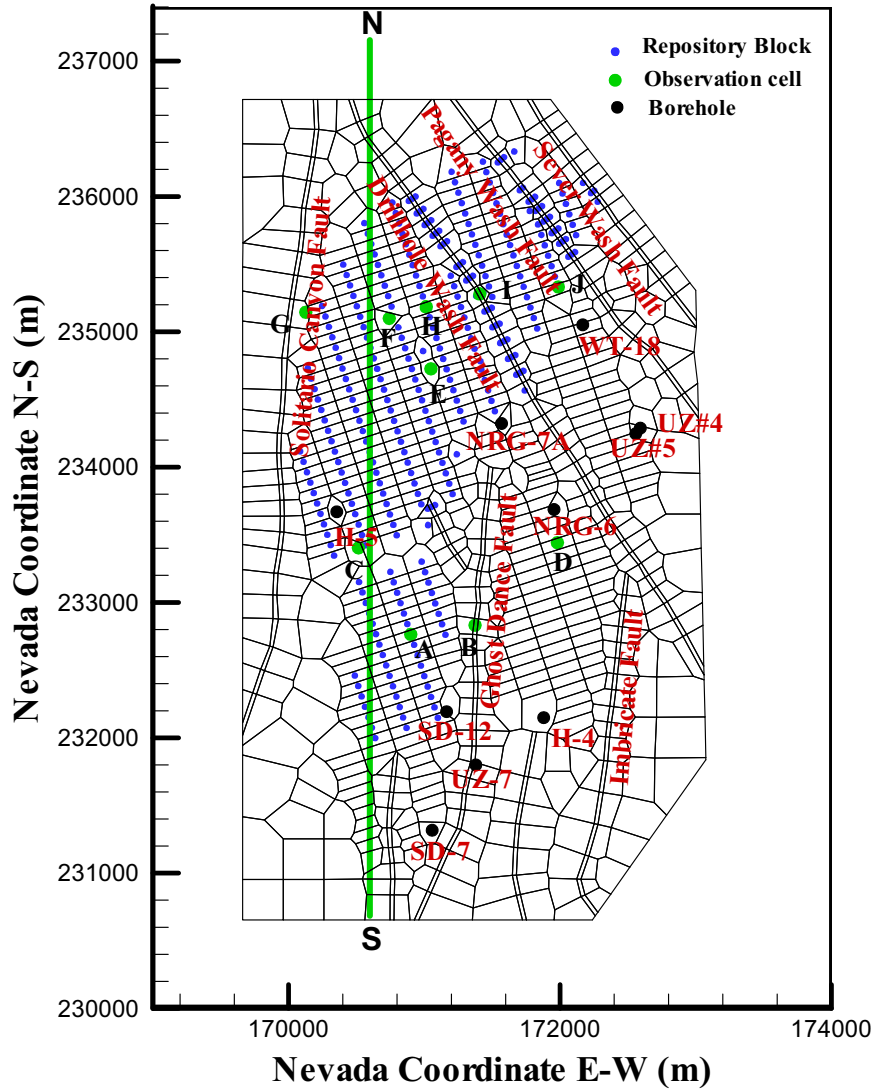 N
237000
Repository Block
Observation cell
Borehole
Pagany Wash Fault
Sever Wash Fault
236000
Drillhole Wash Fault
Solitario Canyon Fault
G
F
H
I
J
235000
WT-18
E
NRG-7A
UZ#4
UZ#5
234000
H-5
NRG-6
C
D
Ghost Dance Fault
233000
A
B
Imbricate Fault
SD-12
H-4
232000
UZ-7
SD-7
231000
S
230000
170000
172000
174000
Nevada Coordinate N-S (m)
Nevada Coordinate E-W (m)